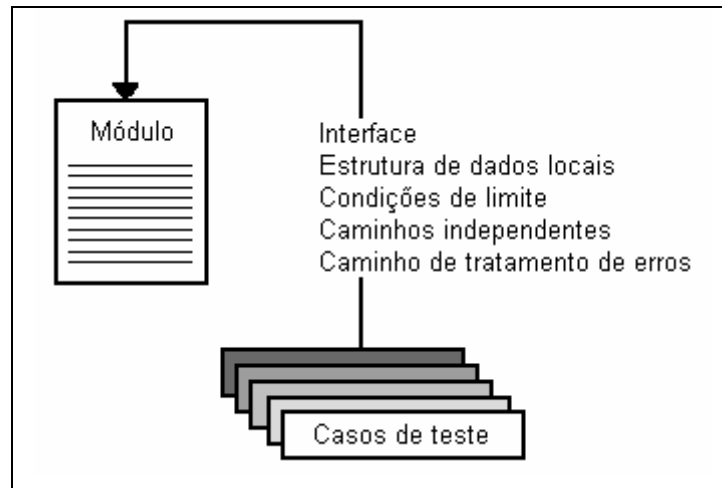 Módulo
Interface
Estrutura de dados locais
Condições de limite
Caminhos independentes
Caminho de tratamento de erros
Casos de teste